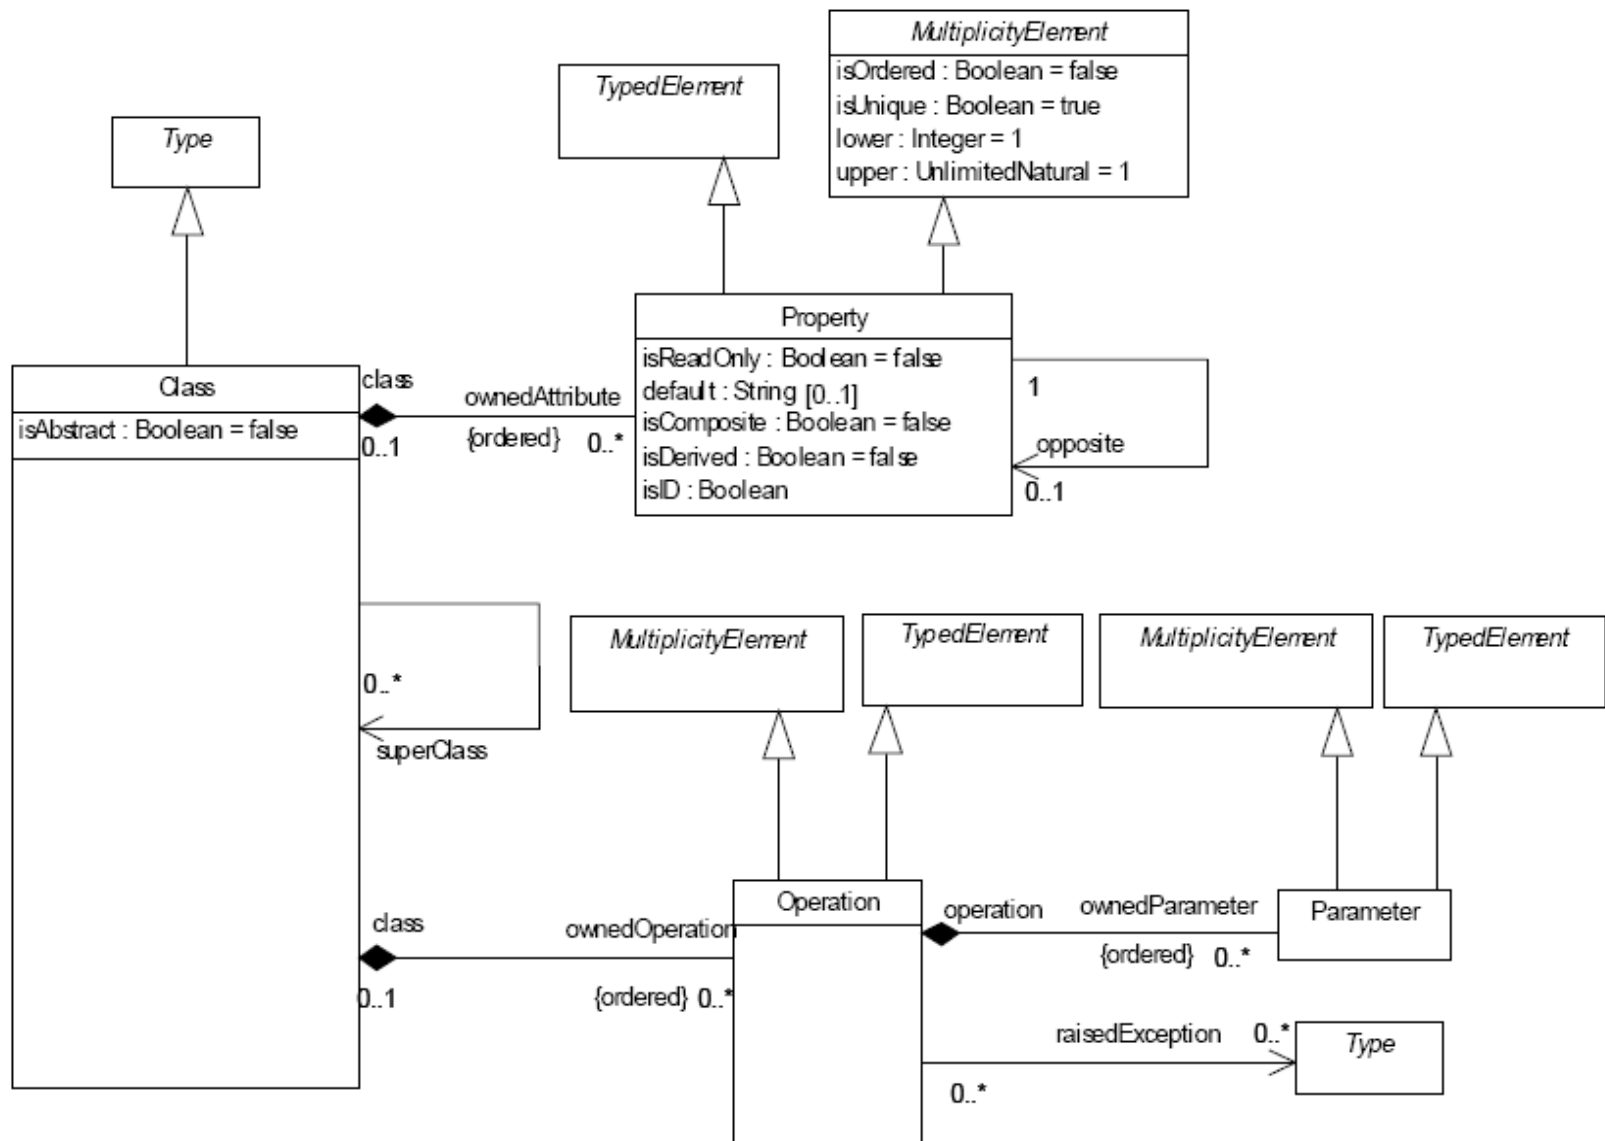 MultiplicityElement
isOrdered : Boolean = false
isUnique : Boolean = true
lower : Integer = 1
upper : UnlimitedNatural = 1
TypedElement
Type
Property
isReadOnly : Boolean = false
default : String [0..1]
isComposite : Boolean = false
isDerived : Boolean = false
isID : Boolean
1
opposite
0..1
Class
isAbstract : Boolean = false
class
0..1
ownedAttribute
{ordered} 0..*
0..*
superClass
MultiplicityElement
TypedElement
MultiplicityElement
TypedElement
class
0..1
ownedOperation
{ordered} 0..*
Operation
operation
ownedParameter
{ordered} 0..*
Parameter
raisedException 0..*
0..*
Type